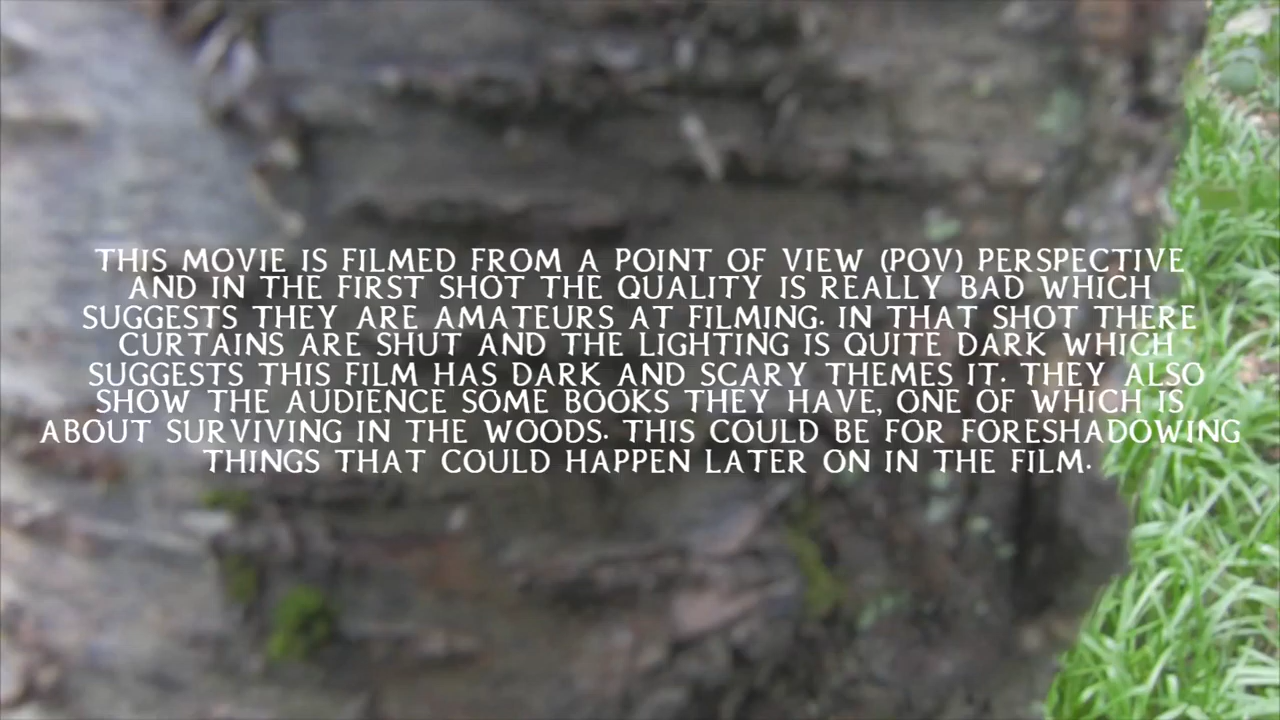 THIS MOVIE IS FILMED FROM A POINT OF VIEW (POV) PERSPECTIVE
AND IN THE FIRST SHOT THE QUALITY IS REALLY BAD WHICH
SUGGESTS THEY ARE AMATEURS AT FILMING. IN THAT SHOT THERE
CURTAINS ARE SHUT AND THE LIGHTING IS QUITE DARK WHICH
SUGGESTS THIS FILM HAS DARK AND SCARY THEMES IT. THEY ALSO
SHOW THE AUDIENCE SOME BOOKS THEY HAVE, ONE OF WHICH IS
ABOUT SURVIVING IN THE WOODS. THIS COULD BE FOR FORESHADOWING
THINGS THAT COULD HAPPEN LATER ON IN THE FILM.